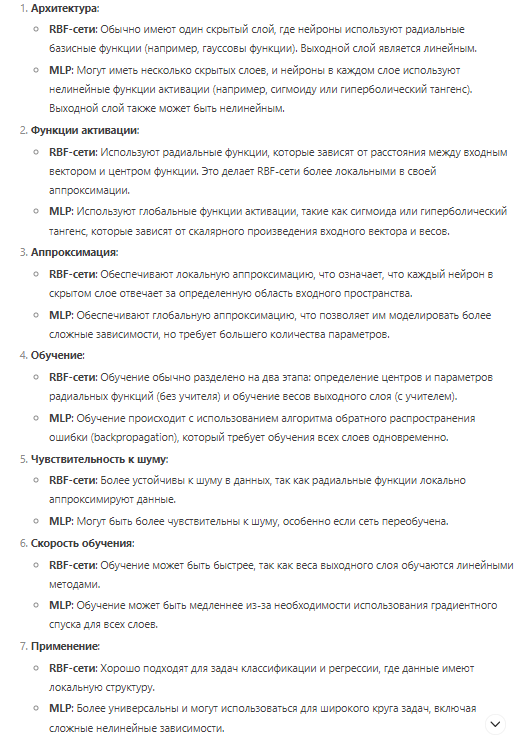 1. Архитектура:
RBF-сети: Обычно имеют один скрытый слой, где нейроны используют радиальные
базисные функции (например, гауссовы функции). Выходной слой является линейным.
MLP: Могут иметь несколько скрытых слоев, и нейроны в каждом слое используют
нелинейные функции активации (например, сигмоиду или гиперболический тангенс).
Выходной слой также может быть нелинейным.
2. Функции активации:
RBF-сети: Используют радиальные функции, которые зависят от расстояния между входным
вектором и центром функции. Это делает RBF-сети более локальными в своей
аппроксимации.
MLP: Используют глобальные функции активации, такие как сигмоида или гиперболический
тангенс, которые зависят от скалярного произведения входного вектора и весов.
3. Аппроксимация:
RBF-сети: Обеспечивают локальную аппроксимацию, что означает, что каждый нейрон в
скрытом слое отвечает за определенную область входного пространства.
MLP: Обеспечивают глобальную аппроксимацию, что позволяет им моделировать более
сложные зависимости, но требует большего количества параметров.
4. Обучение:
RBF-сети: Обучение обычно разделено на два этапа: определение центров и параметров
радиальных функций (без учителя) и обучение весов выходного слоя (с учителем).
MLP: Обучение происходит с использованием алгоритма обратного распространения
ошибки (backpropagation), который требует обучения всех слоев одновременно.
5. Чувствительность к шуму:
RBF-сети: Более устойчивы к шуму в данных, так как радиальные функции локально
аппроксимируют данные.
MLP: Могут быть более чувствительны к шуму, особенно если сеть переобучена.
6. Скорость обучения:
RBF-сети: Обучение может быть быстрее, так как веса выходного слоя обучаются линейными
методами.
MLP: Обучение может быть медленнее из-за необходимости использования градиентного
спуска для всех слоев.
7. Применение:
RBF-сети: Хорошо подходят для задач классификации и регрессии, где данные имеют
локальную структуру.
MLP: Более универсальны и могут использоваться для широкого круга задач, включая
сложные нелинейные зависимости.